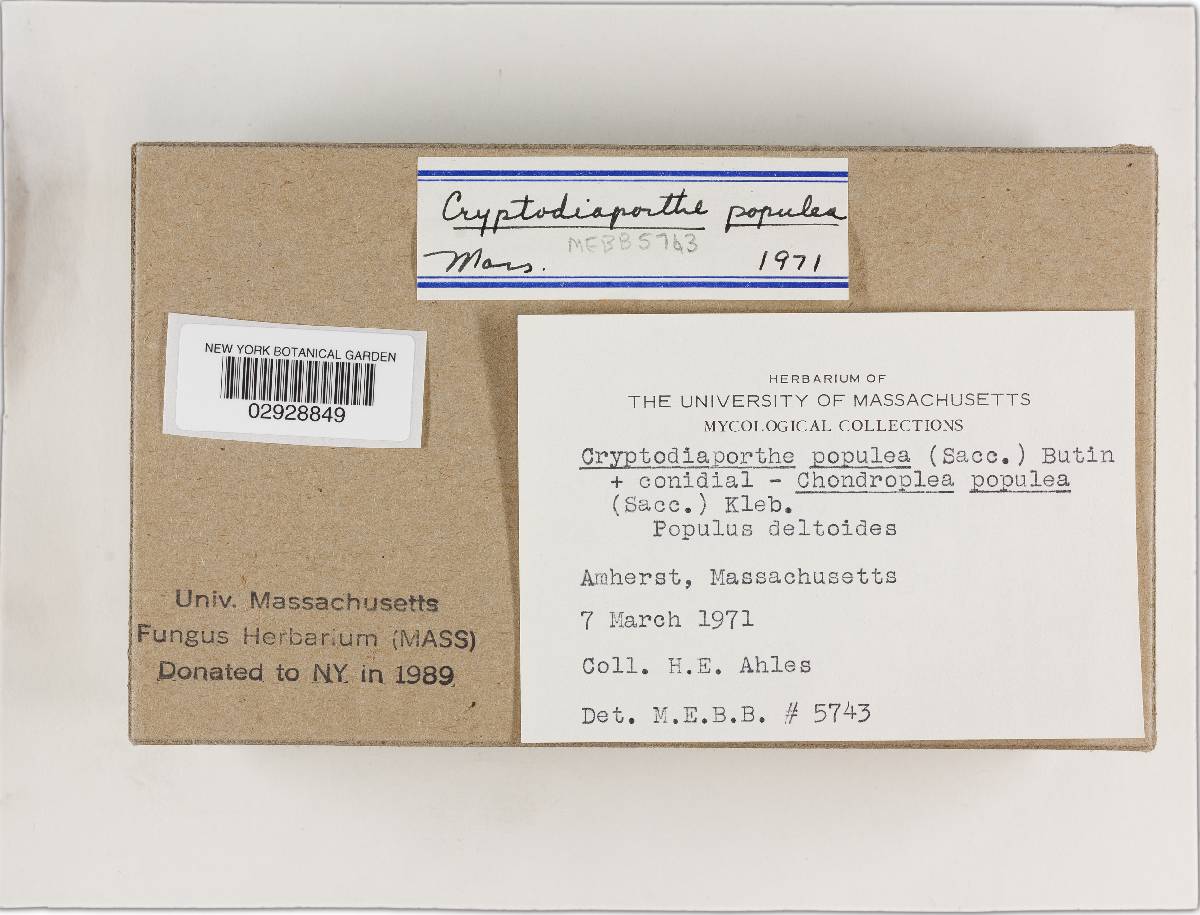 Cryptodiaporthe populea
MEBB5743
Mass. 1971
NEW YORK BOTANICAL GARDEN
02928849
HERBARIUM OF
THE UNIVERSITY OF MASSACHUSETTS
MYCOLOGICAL COLLECTIONS
Cryptodiaporthe populea (Sacc.) Butin
+ conidial - Chondroplea populea
(Sacc.) Kleb.
Populus deltoides
Amherst, Massachusetts
7 March 1971
Coll. H.E. Ahles
Det. M.E.B.B. # 5743
Univ. Massachusetts
Fungus Herbarium (MASS)
Donated to NY in 1989